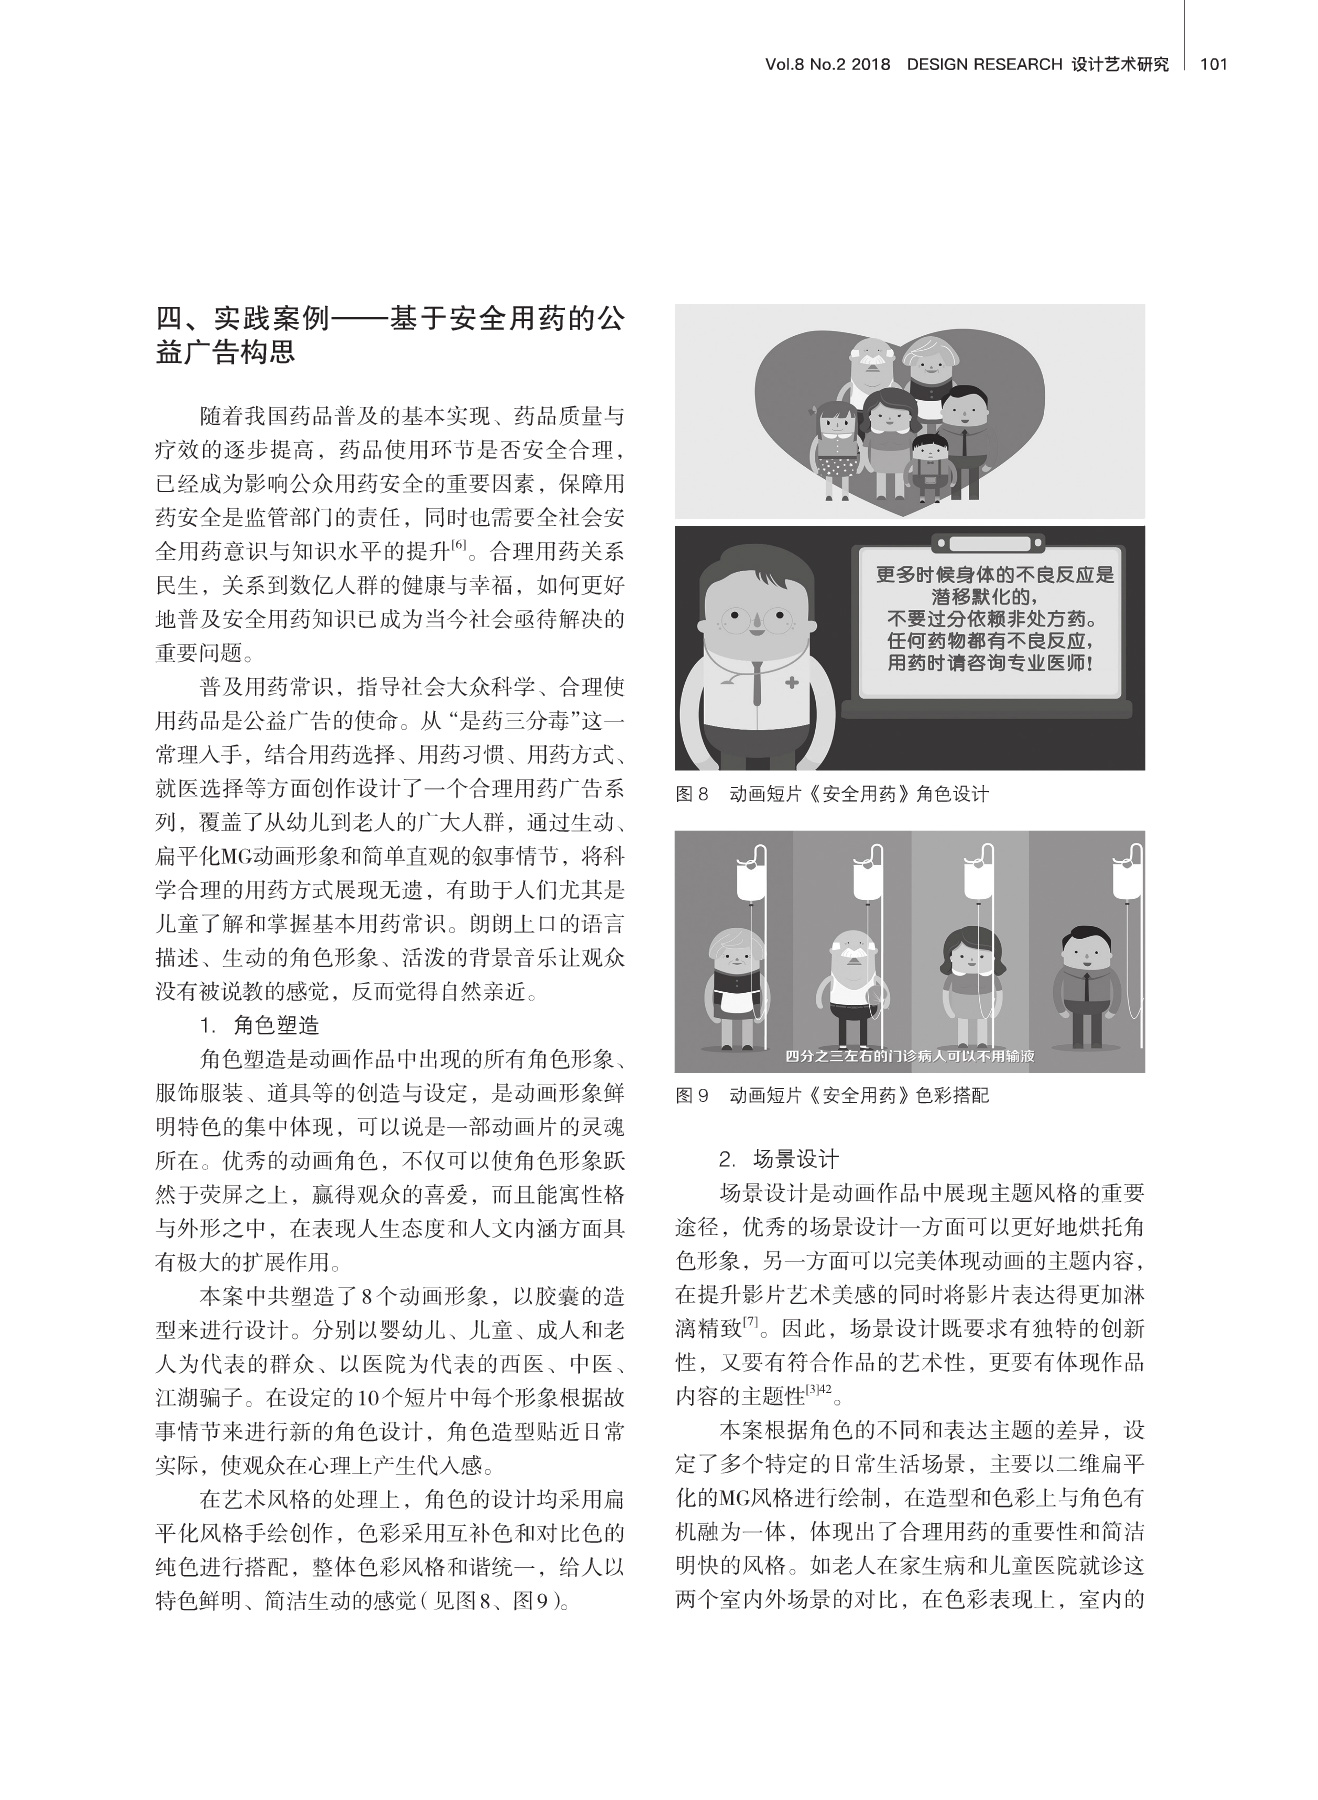 Vol.8 No.2 2018 DESIGN RESEARCH 设计艺术研究 101
四、实践案例——基于安全用药的公
益广告构思
随着我国药品普及的基本实现、药品质量与
疗效的逐步提高，药品使用环节是否安全合理，
已经成为影响公众用药安全的重要因素，保障用
药安全是监管部门的责任，同时也需要全社会安
全用药意识与知识水平的提升[6]。合理用药关系
民生，关系到数亿人群的健康与幸福，如何更好
地普及安全用药知识已成为当今社会亟待解决的
重要问题。
普及用药常识，指导社会大众科学、合理使
用药品是公益广告的使命。从“是药三分毒”这一
常理入手，结合用药选择、用药习惯、用药方式、
就医选择等方面创作设计了一个合理用药广告系
列，覆盖了从幼儿到老人的广大人群，通过生动、
扁平化MG动画形象和简单直观的叙事情节，将科
学合理的用药方式展现无遗，有助于人们尤其是
儿童了解和掌握基本用药常识。朗朗上口的语言
描述、生动的角色形象、活泼的背景音乐让观众
没有被说教的感觉，反而觉得自然亲近。
1. 角色塑造
角色塑造是动画作品中出现的所有角色形象、
服饰服装、道具等的创造与设定，是动画形象鲜
明特色的集中体现，可以说是一部动画片的灵魂
所在。优秀的动画角色，不仅可以使角色形象跃
然于荧屏之上，赢得观众的喜爱，而且能寓性格
与外形之中，在表现人生态度和人文内涵方面具
有极大的扩展作用。
本案中共塑造了8个动画形象，以胶囊的造
型来进行设计。分别以婴幼儿、儿童、成人和老
人为代表的群众、以医院为代表的西医、中医、
江湖骗子。在设定的10个短片中每个形象根据故
事情节来进行新的角色设计，角色造型贴近日常
实际，使观众在心理上产生代入感。
在艺术风格的处理上，角色的设计均采用扁
平化风格手绘创作，色彩采用互补色和对比色的
纯色进行搭配，整体色彩风格和谐统一，给人以
特色鲜明、简洁生动的感觉（见图8、图9）。
更多时候身体的不良反应是
潜移默化的，
不要过分依赖非处方药。
任何药物都有不良反应，
用药时请咨询专业医师！
图8 动画短片《安全用药》角色设计
四分之三左右的门诊病人可以不用输液
图9 动画短片《安全用药》色彩搭配
2. 场景设计
场景设计是动画作品中展现主题风格的重要
途径，优秀的场景设计一方面可以更好地烘托角
色形象，另一方面可以完美体现动画的主题内容，
在提升影片艺术美感的同时将影片表达得更加淋
漓精致[7]。因此，场景设计既要求有独特的创新
性，又要有符合作品的艺术性，更要有体现作品
内容的主题性[3]42。
本案根据角色的不同和表达主题的差异，设
定了多个特定的日常生活场景，主要以二维扁平
化的MG风格进行绘制，在造型和色彩上与角色有
机融为一体，体现出了合理用药的重要性和简洁
明快的风格。如老人在家生病和儿童医院就诊这
两个室内外场景的对比，在色彩表现上，室内的